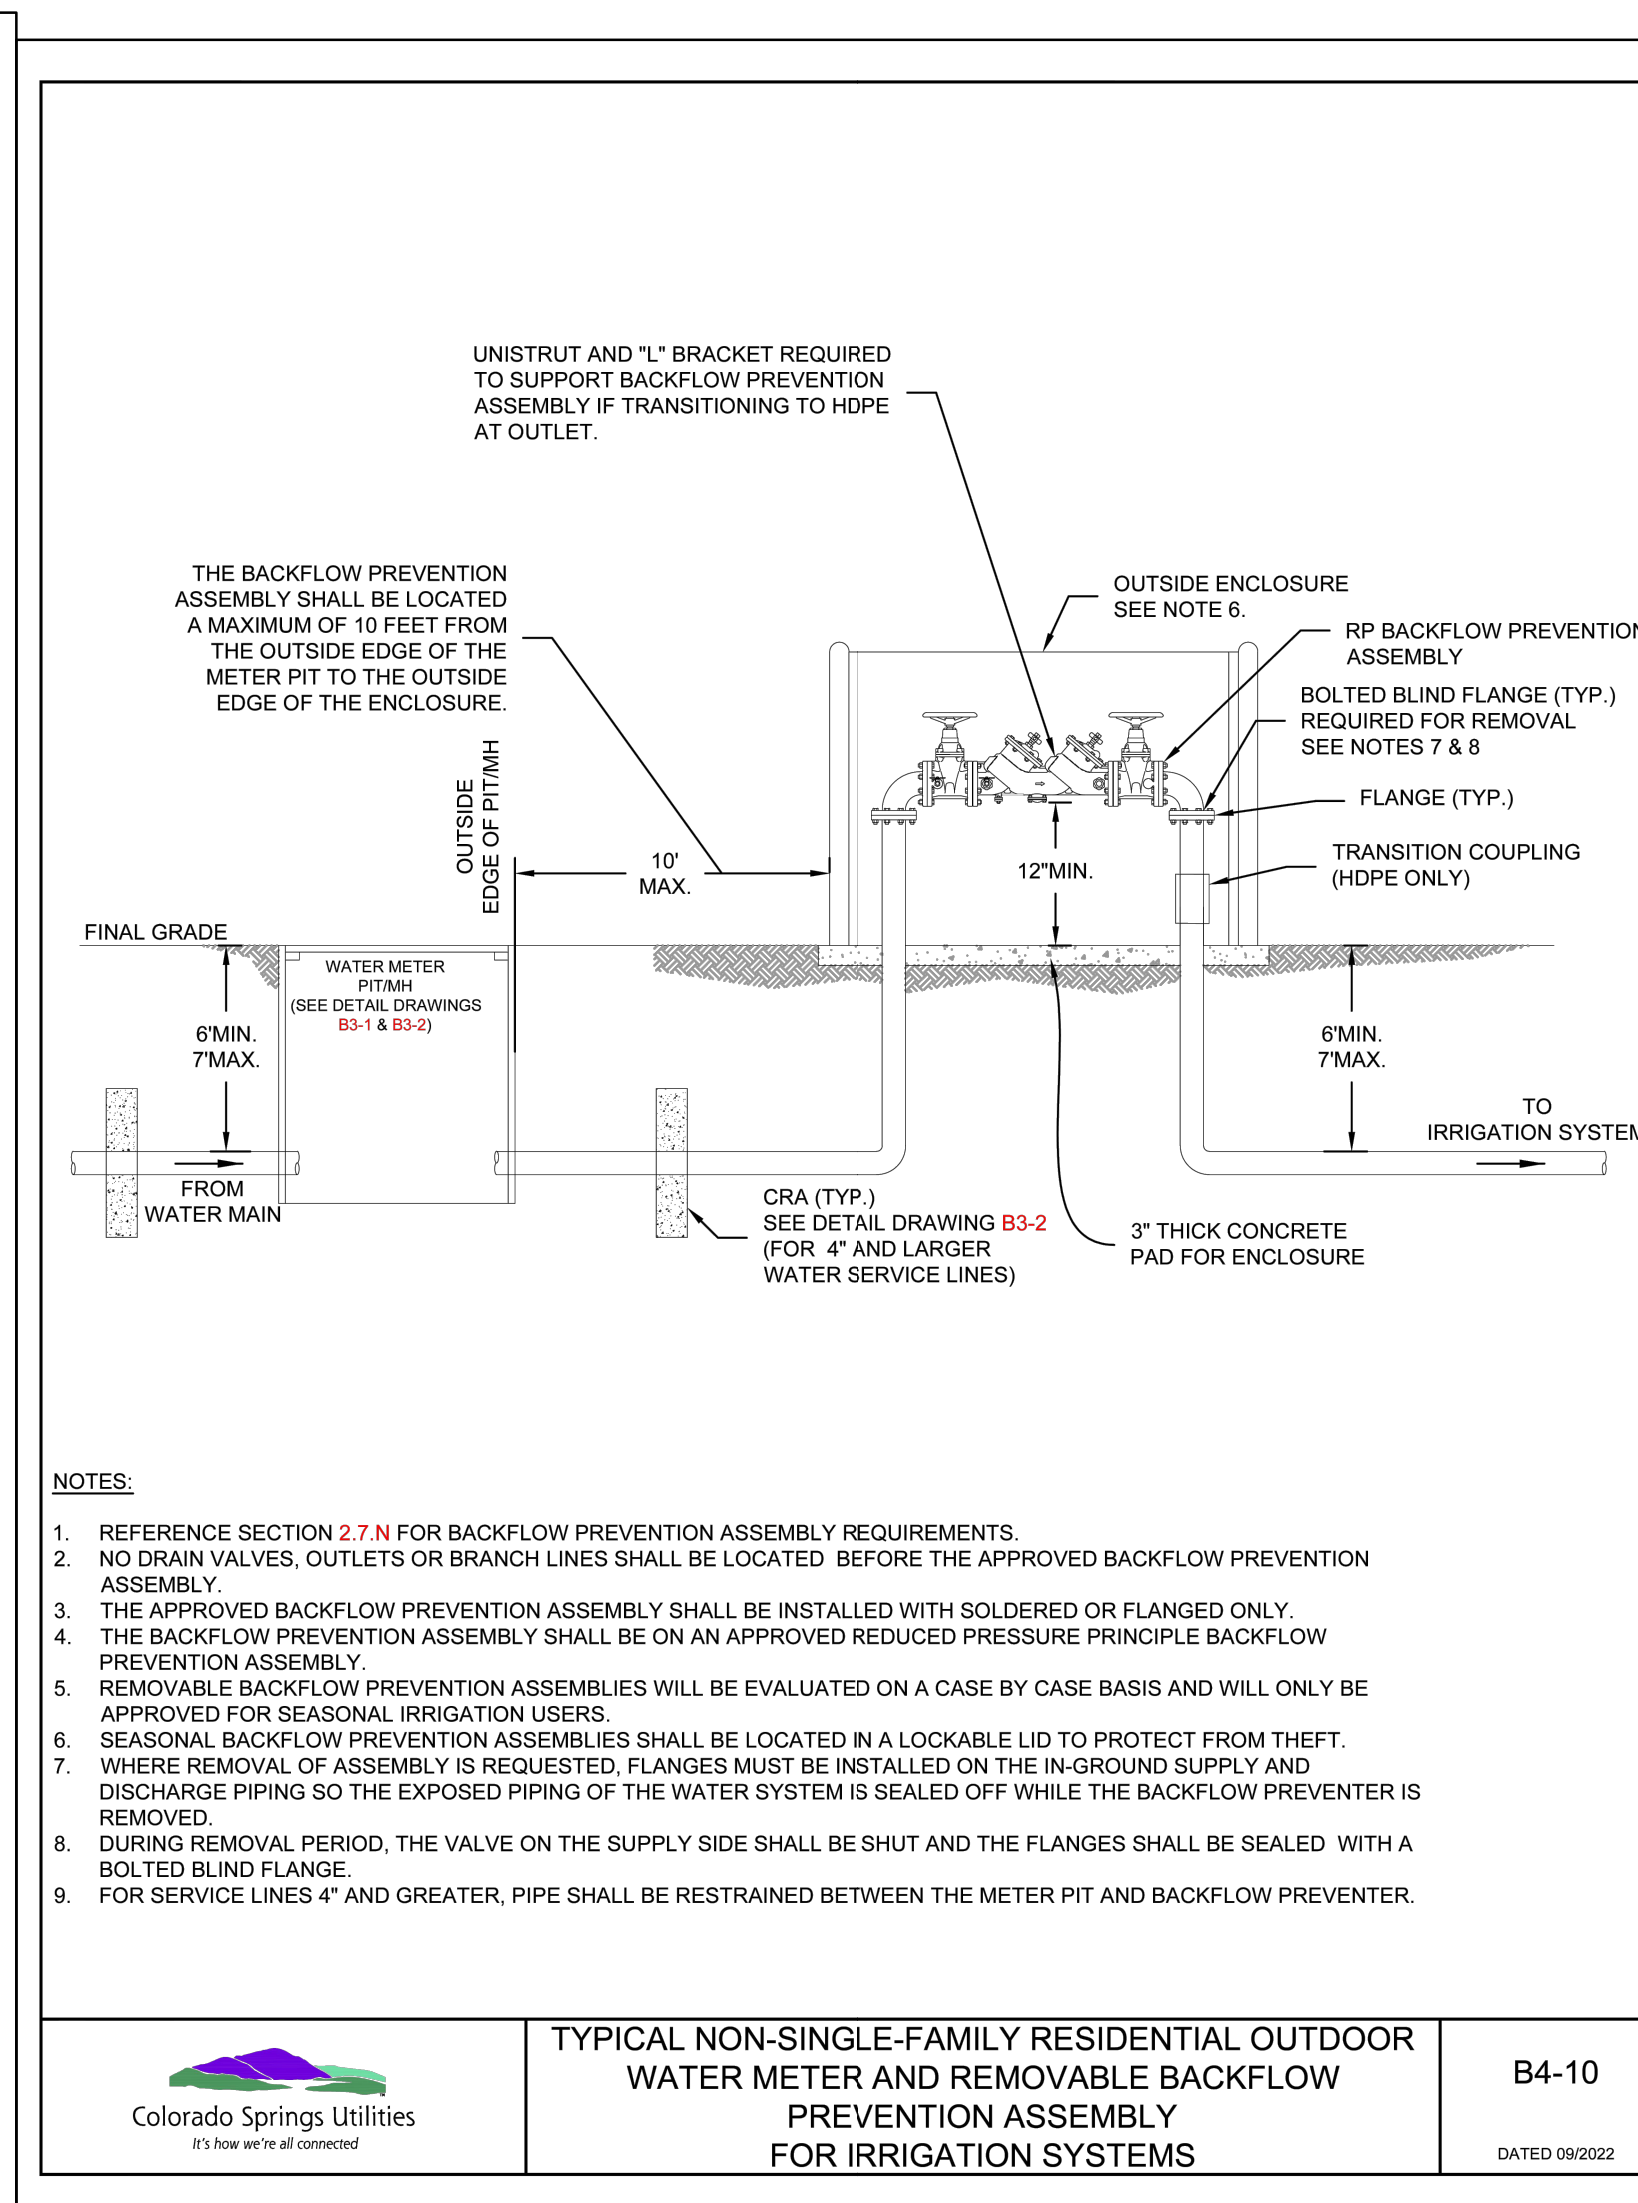 UNISTRUT AND "L" BRACKET REQUIRED
TO SUPPORT BACKFLOW PREVENTION
ASSEMBLY IF TRANSITIONING TO HDPE
AT OUTLET.
THE BACKFLOW PREVENTION
ASSEMBLY SHALL BE LOCATED
A MAXIMUM OF 10 FEET FROM
THE OUTSIDE EDGE OF THE
METER PIT TO THE OUTSIDE
EDGE OF THE ENCLOSURE.
OUTSIDE ENCLOSURE
SEE NOTE 6.
RP BACKFLOW PREVENTION
ASSEMBLY
BOLTED BLIND FLANGE (TYP.)
REQUIRED FOR REMOVAL
SEE NOTES 7 & 8
FLANGE (TYP.)
TRANSITION COUPLING
(HDPE ONLY)
OUTSIDE
EDGE OF PIT/MH
10'
MAX.
12"MIN.
FINAL GRADE
WATER METER
PIT/MH
(SEE DETAIL DRAWINGS
B3-1 & B3-2)
6'MIN.
7'MAX.
6'MIN.
7'MAX.
TO
IRRIGATION SYSTEM
FROM
WATER MAIN
CRA (TYP.)
SEE DETAIL DRAWING B3-2
(FOR 4" AND LARGER
WATER SERVICE LINES)
3" THICK CONCRETE
PAD FOR ENCLOSURE
NOTES:
1. REFERENCE SECTION 2.7.N FOR BACKFLOW PREVENTION ASSEMBLY REQUIREMENTS.
2. NO DRAIN VALVES, OUTLETS OR BRANCH LINES SHALL BE LOCATED BEFORE THE APPROVED BACKFLOW PREVENTION
ASSEMBLY.
3. THE APPROVED BACKFLOW PREVENTION ASSEMBLY SHALL BE INSTALLED WITH SOLDERED OR FLANGED ONLY.
4. THE BACKFLOW PREVENTION ASSEMBLY SHALL BE ON AN APPROVED REDUCED PRESSURE PRINCIPLE BACKFLOW
PREVENTION ASSEMBLY.
5. REMOVABLE BACKFLOW PREVENTION ASSEMBLIES WILL BE EVALUATED ON A CASE BY CASE BASIS AND WILL ONLY BE
APPROVED FOR SEASONAL IRRIGATION USERS.
6. SEASONAL BACKFLOW PREVENTION ASSEMBLIES SHALL BE LOCATED IN A LOCKABLE LID TO PROTECT FROM THEFT.
7. WHERE REMOVAL OF ASSEMBLY IS REQUESTED, FLANGES MUST BE INSTALLED ON THE IN-GROUND SUPPLY AND
DISCHARGE PIPING SO THE EXPOSED PIPING OF THE WATER SYSTEM IS SEALED OFF WHILE THE BACKFLOW PREVENTER IS
REMOVED.
8. DURING REMOVAL PERIOD, THE VALVE ON THE SUPPLY SIDE SHALL BE SHUT AND THE FLANGES SHALL BE SEALED WITH A
BOLTED BLIND FLANGE.
9. FOR SERVICE LINES 4" AND GREATER, PIPE SHALL BE RESTRAINED BETWEEN THE METER PIT AND BACKFLOW PREVENTER.
Colorado Springs Utilities
It's how we're all connected
TYPICAL NON-SINGLE-FAMILY RESIDENTIAL OUTDOOR
WATER METER AND REMOVABLE BACKFLOW
PREVENTION ASSEMBLY
FOR IRRIGATION SYSTEMS
B4-10
DATED 09/2022